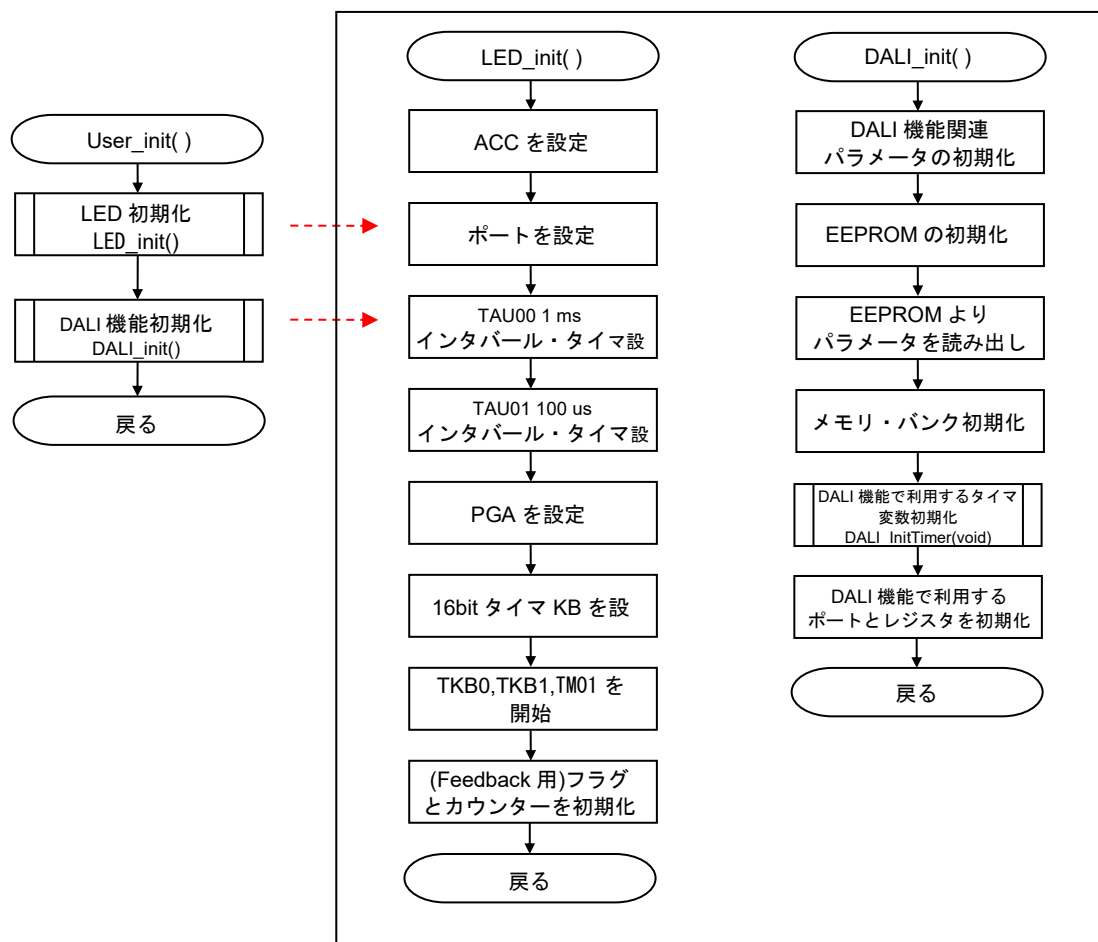 User_init( )
LED 初期化
LED_init()
DALI 機能初期化
DALI_init()
戻る
LED_init( )
ACC を設定
ポートを設定
TAU00 1 ms
インタバール・タイマ設
TAU01 100 us
インタバール・タイマ設
PGA を設定
16bit タイマ KB を設
TKB0,TKB1,TM01 を
開始
(Feedback 用)フラグ
とカウンターを初期化
戻る
DALI_init( )
DALI 機能関連
パラメータの初期化
EEPROM の初期化
EEPROM より
パラメータを読み出し
メモリ・バンク初期化
DALI 機能で利用するタイマ
変数初期化
DALI_InitTimer(void)
DALI 機能で利用する
ポートとレジスタを初期化
戻る